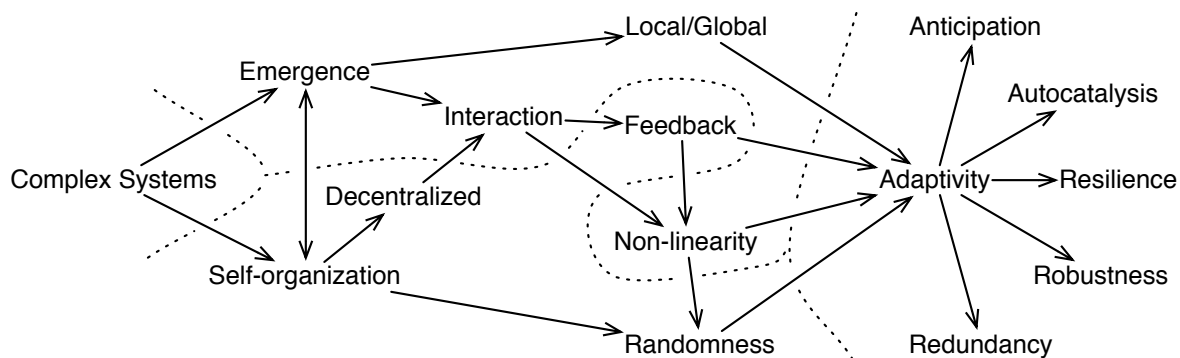 Local/Global
Anticipation
Emergence
Autocatalysis
Interaction
Feedback
Complex Systems
Adaptivity
Resilience
Decentralized
Non-linearity
Self-organization
Robustness
Randomness
Redundancy